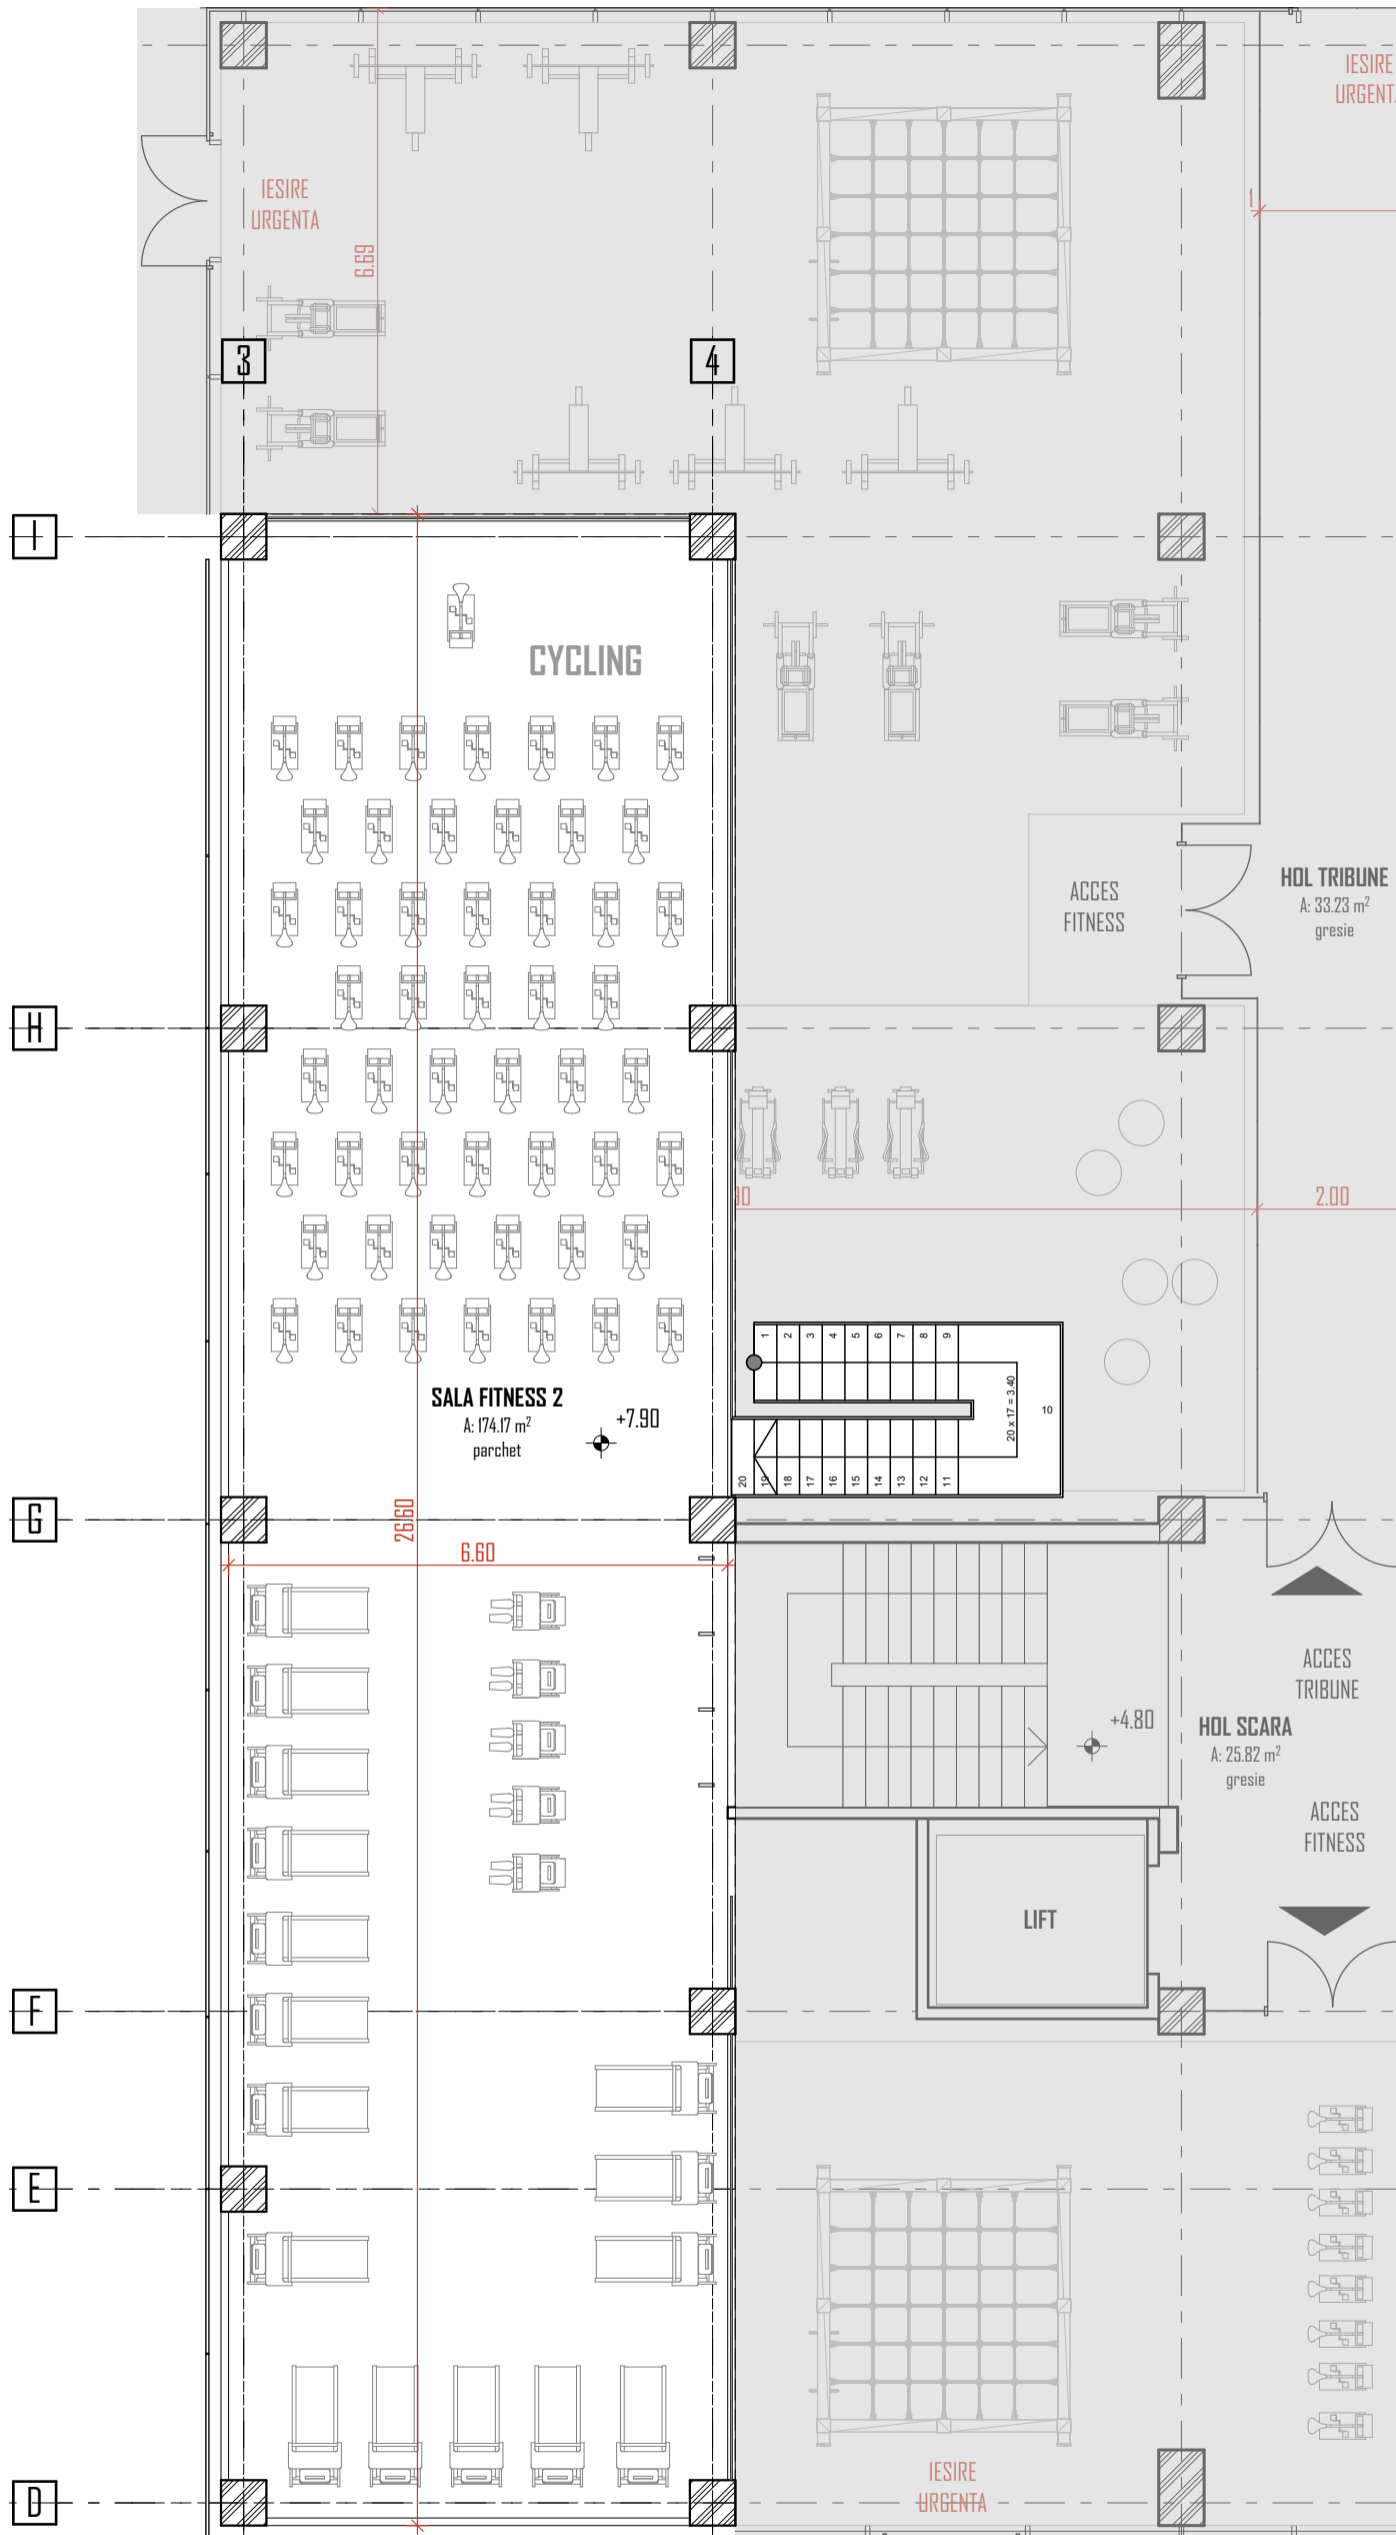 IESIRE
URGENTA
IESIRE
6.69
3
4
I
CYCLING
ACCES
FITNESS
HOL TRIBUNE
A: 33.23 m²
gresie
H
2.00
1 2 3 4 5 6 7 8 9
20 x 17 = 3.40
10
20 19 18 17 16 15 14 13 12 11
SALA FITNESS 2
A: 174.17 m²
parchet
+7.90
G
26.60
6.60
ACCES
TRIBUNE
+4.80
HOL SCARA
A: 25.82 m²
gresie
ACCES
FITNESS
LIFT
F
E
IESIRE
URGENTA
D